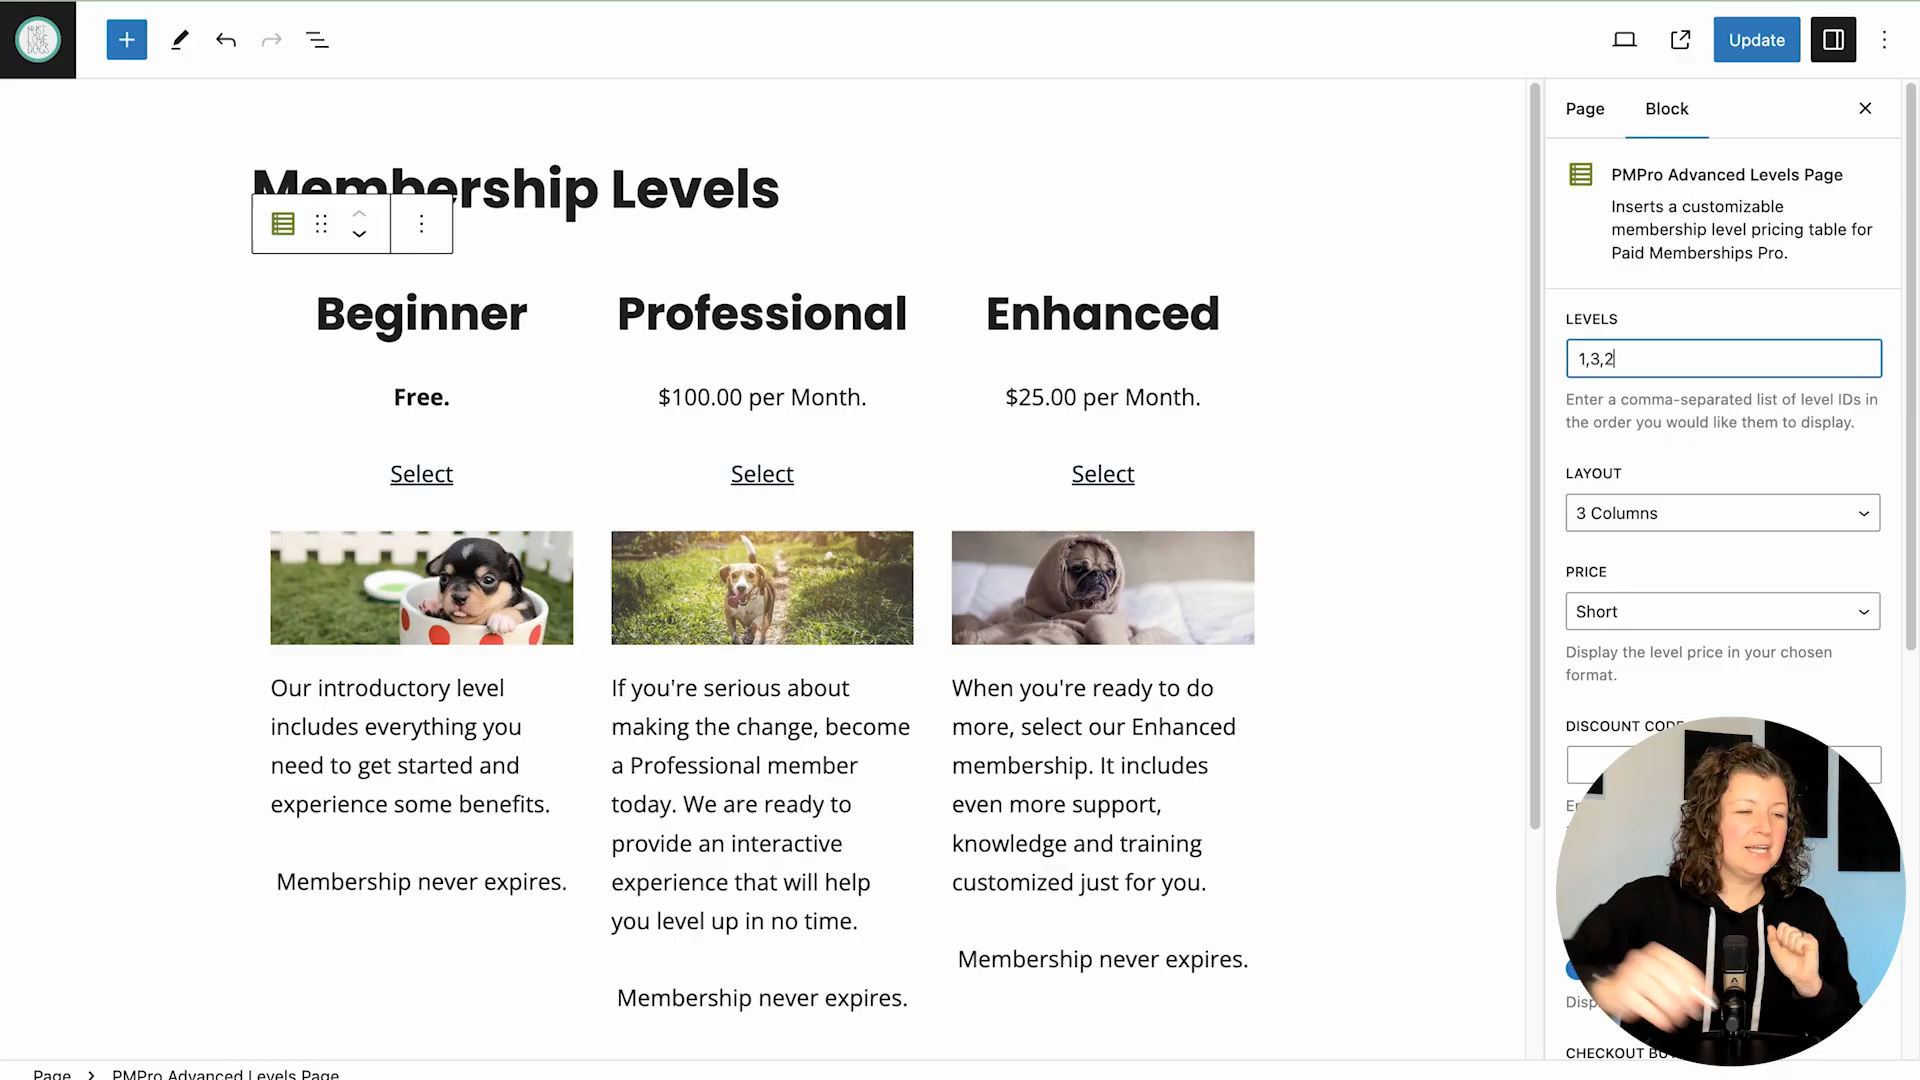 Update
Page
Block
Membership Levels
PMPro Advanced Levels Page
Inserts a customizable
membership level pricing table for
Paid Memberships Pro.
Beginner
Professional
Enhanced
Free.
$100.00 per Month.
$25.00 per Month.
Select
Select
Select
Our introductory level
includes everything you
need to get started and
experience some benefits.
Membership never expires.
If you're serious about
making the change, become
a Professional member
today. We are ready to
provide an interactive
experience that will help
you level up in no time.
Membership never expires.
When you're ready to do
more, select our Enhanced
membership. It includes
even more support,
knowledge and training
customized just for you.
Membership never expires.
LEVELS
1,3,2
Enter a comma-separated list of level IDs in
the order you would like them to display.
LAYOUT
3 Columns
PRICE
Short
Display the level price in your chosen
format.
DISCOUNT CODE
CHECKOUT
Page
PMPro Advanced Levels Page